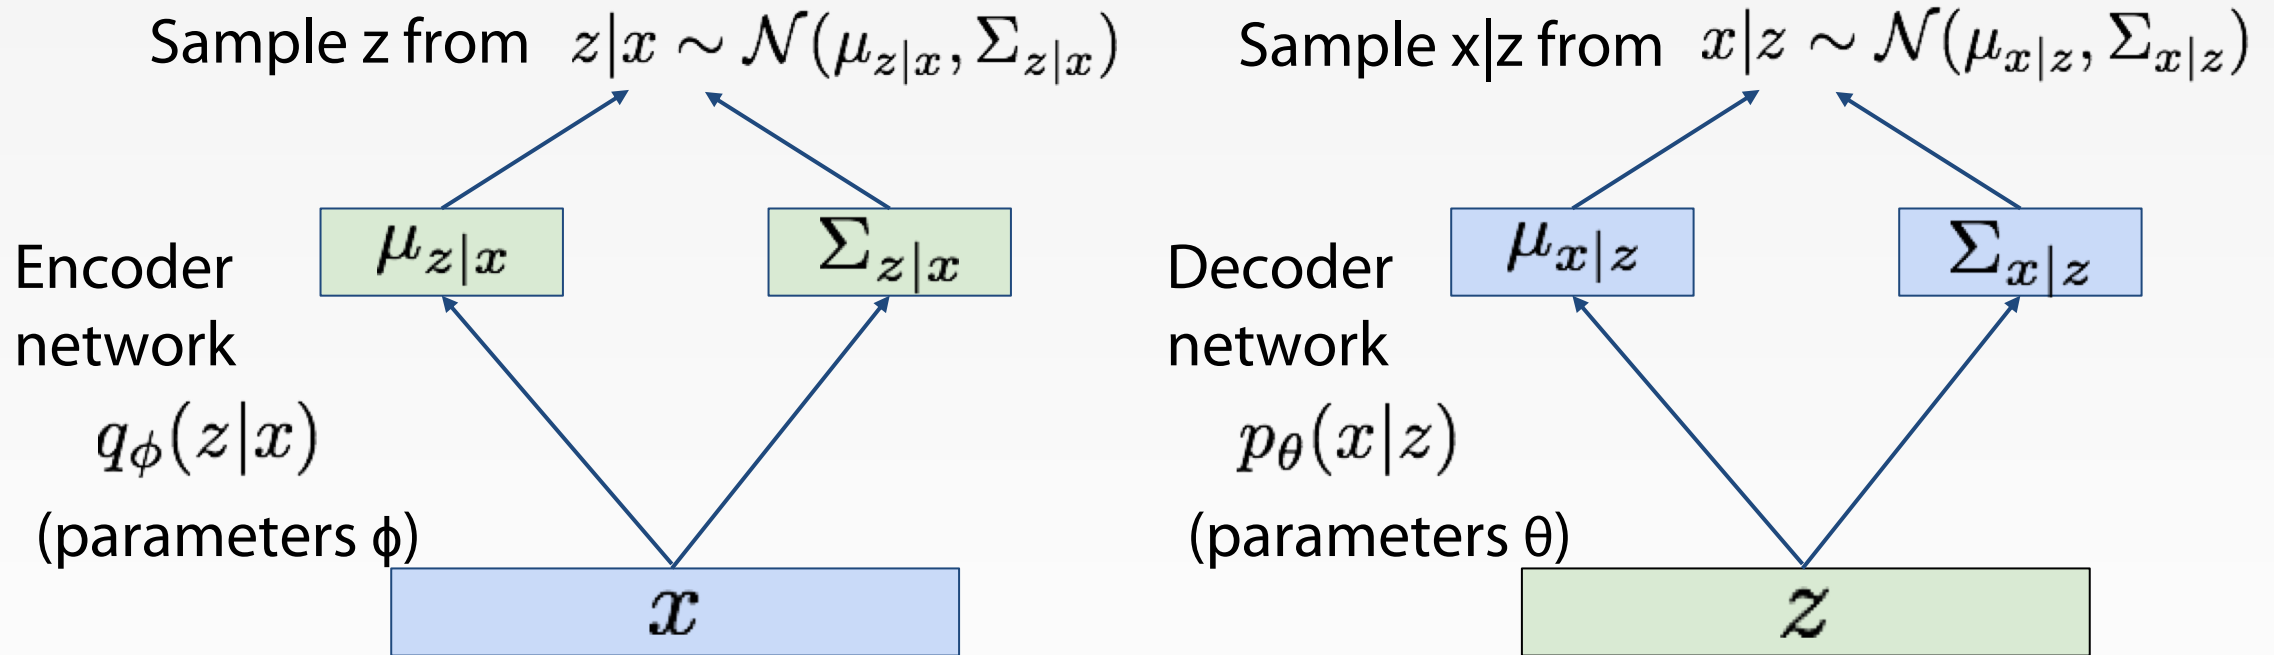 Sample z from z|x ∼ 𝒩(μ_{z|x}, Σ_{z|x})
μ_{z|x}
Σ_{z|x}
Encoder
network
q_ϕ(z|x)
(parameters ϕ)
x
Sample x|z from x|z ∼ 𝒩(μ_{x|z}, Σ_{x|z})
μ_{x|z}
Σ_{x|z}
Decoder
network
p_θ(x|z)
(parameters θ)
z